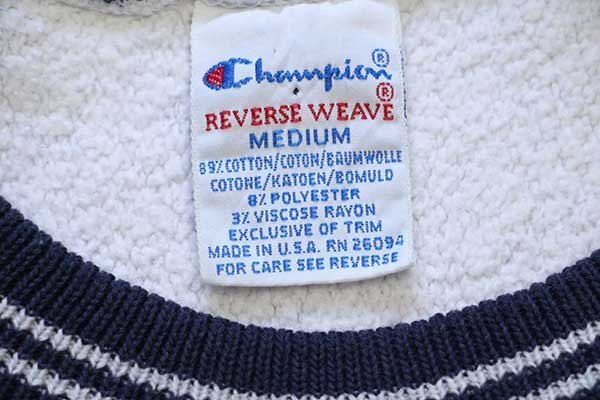 Champion®
REVERSE WEAVE®
MEDIUM
89% COTTON/COTON/BAUMWOLLE
COTONE/KATOEN/BOMULD
8% POLYESTER
3% VISCOSE RAYON
EXCLUSIVE OF TRIM
MADE IN U.S.A. RN 26094
FOR CARE SEE REVERSE